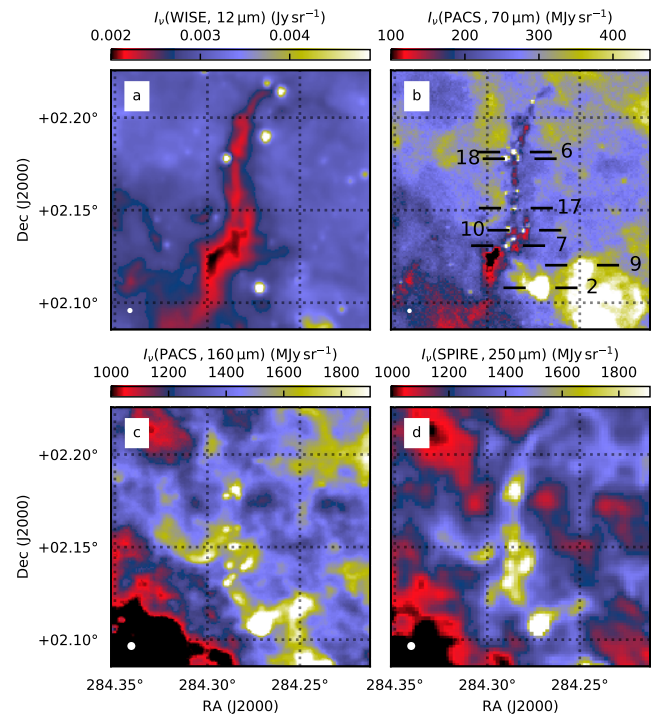 I_ν(WISE, 12 μm) (Jy sr⁻¹)
0.002 0.003 0.004
I_ν(PACS, 70 μm) (MJy sr⁻¹)
100 200 300 400
a
+02.20°
+02.15°
+02.10°
Dec (J2000)
b
18 6
17
10
7
9
2
I_ν(PACS, 160 μm) (MJy sr⁻¹)
1000 1200 1400 1600 1800
I_ν(SPIRE, 250 μm) (MJy sr⁻¹)
1000 1200 1400 1600 1800
c
+02.20°
+02.15°
+02.10°
Dec (J2000)
284.35° 284.30° 284.25°
RA (J2000)
d
284.35° 284.30° 284.25°
RA (J2000)